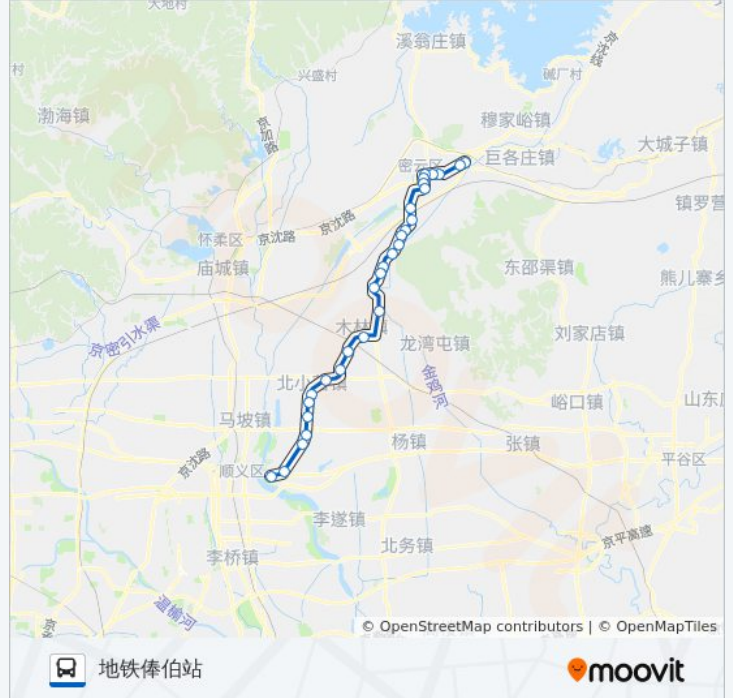 大地村
溪翁庄镇
京沈线
村
兴盛村
碱厂村
渤海镇
京加路
穆家峪镇
大城子镇
密云区
巨各庄镇
镇罗营
京沈路
怀柔区
京沈路
庙城镇
东邵渠镇
熊儿寨乡
京密引水渠
木林镇
龙湾屯镇
刘家店镇
金鸡河
北小营镇
峪口镇
山东庄
马坡镇
杨镇
张镇
京沈路
顺义区
平谷区
李遂镇
北务镇
京平高速
李桥镇
温榆河
© OpenStreetMap contributors | © OpenMapTiles
地铁俸伯站
moovit